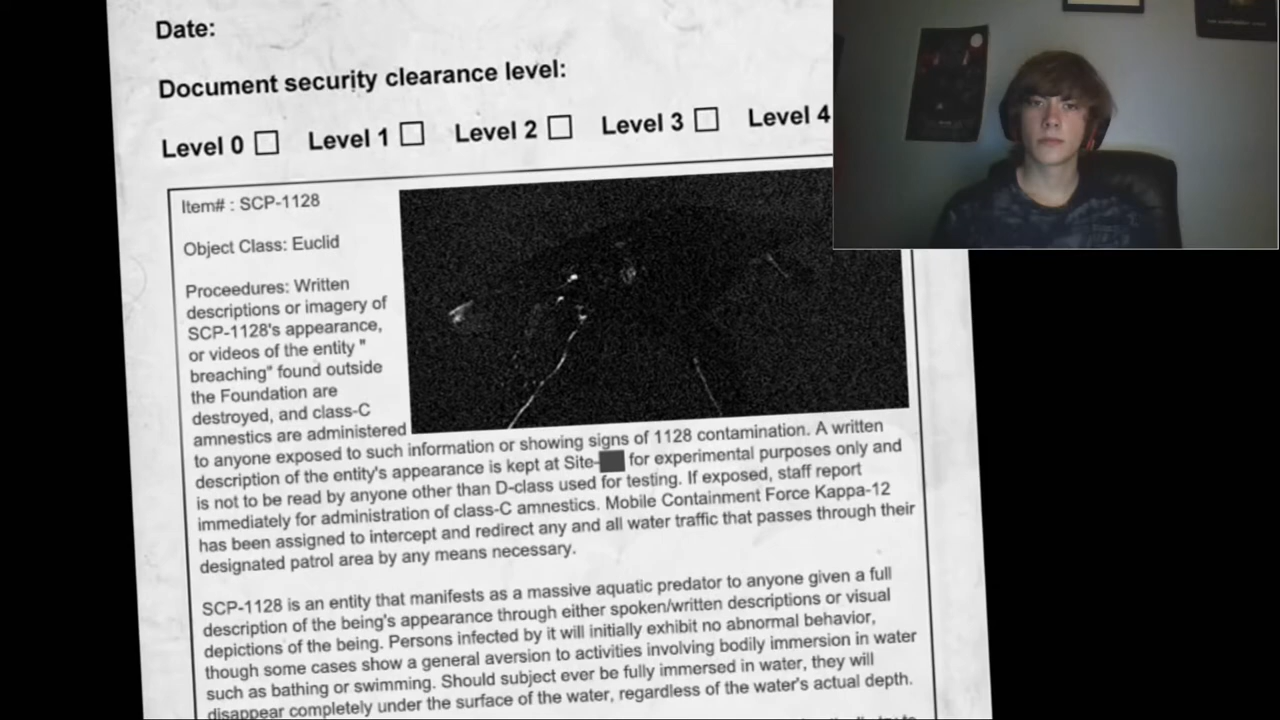 Date:
Document security clearance level:
Level 0 Level 1 Level 2 Level 3 Level 4
Item# : SCP-1128
Object Class: Euclid
Proceedures: Written
descriptions or imagery of
SCP-1128's appearance,
or videos of the entity "
breaching" found outside
the Foundation are
destroyed, and class-C
amnestics are administered
to anyone exposed to such information or showing signs of 1128 contamination. A written
description of the entity's appearance is kept at Site- for experimental purposes only and
is not to be read by anyone other than D-class used for testing. If exposed, staff report
immediately for administration of class-C amnestics. Mobile Containment Force Kappa-12
has been assigned to intercept and redirect any and all water traffic that passes through their
designated patrol area by any means necessary.
SCP-1128 is an entity that manifests as a massive aquatic predator to anyone given a full
description of the being's appearance through either spoken/written descriptions or visual
depictions of the being. Persons infected by it will initially exhibit no abnormal behavior,
though some cases show a general aversion to activities involving bodily immersion in water
such as bathing or swimming. Should subject ever be fully immersed in water, they will
disappear completely under the surface of the water, regardless of the water's actual depth.